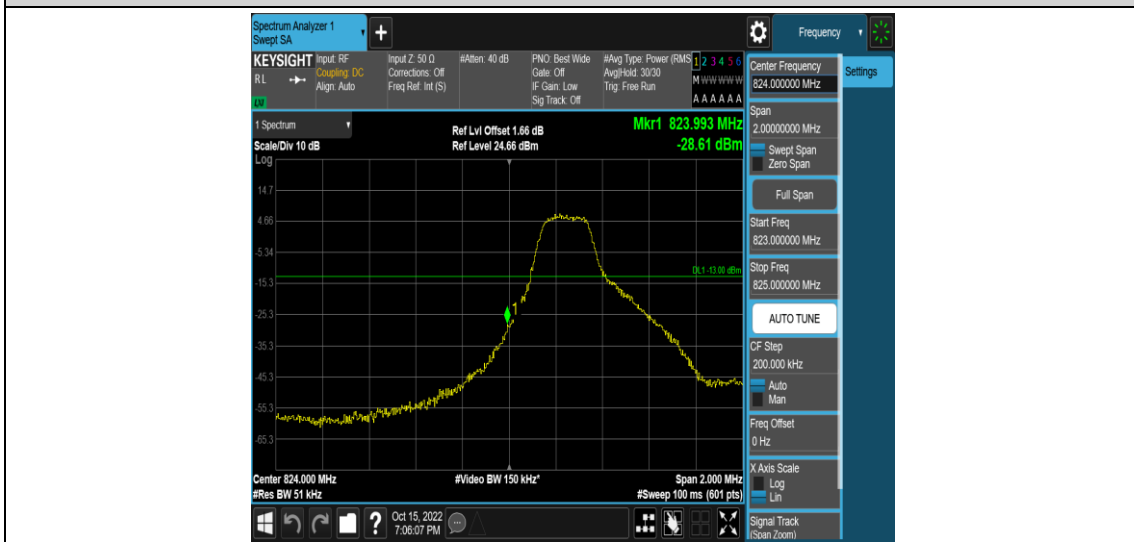 Spectrum Analyzer 1
Swept SA
+
Frequency
KEYSIGHT
RL
Input: RF
Coupling: DC
Align: Auto
Input Z: 50 Ω
Corrections: Off
Freq Ref: Int (S)
#Atten: 40 dB
PNO: Best Wide
Gate: Off
IF Gain: Low
Sig Track: Off
#Avg Type: Power (RMS
Avg|Hold: 30/30
Trig: Free Run
1 2 3 4 5 6
M W W W W W
A A A A A A
1 Spectrum
Scale/Div 10 dB
Ref Lvl Offset 1.66 dB
Ref Level 24.66 dBm
Mkr1 823.993 MHz
-28.61 dBm
Log
14.7
4.66
-5.34
-15.3
-25.3
-35.3
-45.3
-55.3
-65.3
DL1 -13.00 dBm
1
Center 824.000 MHz
#Res BW 51 kHz
#Video BW 150 kHz*
Span 2.000 MHz
#Sweep 100 ms (601 pts)
Center Frequency
824.000000 MHz
Settings
Span
2.00000000 MHz
Swept Span
Zero Span
Full Span
Start Freq
823.000000 MHz
Stop Freq
825.000000 MHz
AUTO TUNE
CF Step
200.000 kHz
Auto
Man
Freq Offset
0 Hz
X Axis Scale
Log
Lin
Signal Track
(Span Zoom)
?
Oct 15, 2022
7:06:07 PM